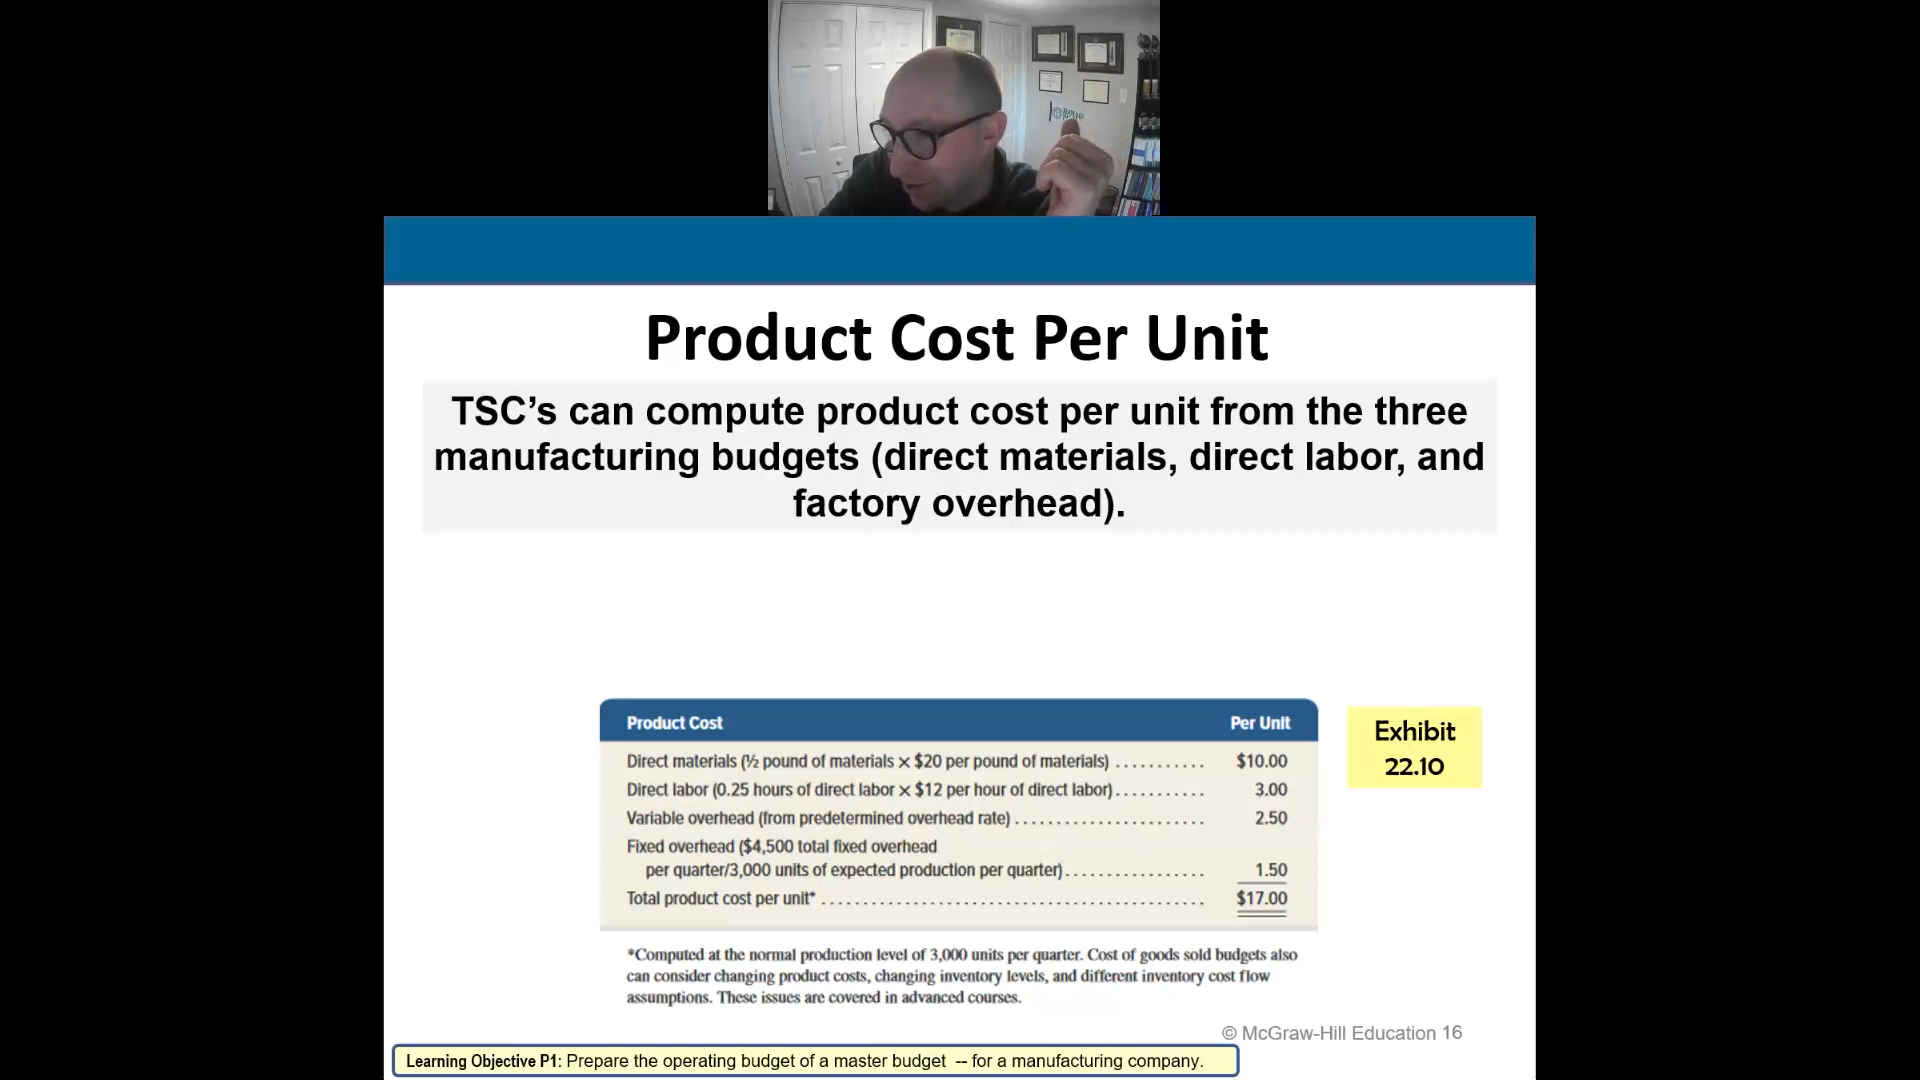 Product Cost Per Unit
TSC’s can compute product cost per unit from the three
manufacturing budgets (direct materials, direct labor, and
factory overhead).
Product Cost Per Unit
Direct materials (½ pound of materials × $20 per pound of materials) ........... $10.00
Direct labor (0.25 hours of direct labor × $12 per hour of direct labor)........... 3.00
Variable overhead (from predetermined overhead rate) ....................... 2.50
Fixed overhead ($4,500 total fixed overhead
per quarter/3,000 units of expected production per quarter)................. 1.50
Total product cost per unit* .............................................. $17.00
Exhibit
22.10
*Computed at the normal production level of 3,000 units per quarter. Cost of goods sold budgets also
can consider changing product costs, changing inventory levels, and different inventory cost flow
assumptions. These issues are covered in advanced courses.
© McGraw-Hill Education 16
Learning Objective P1: Prepare the operating budget of a master budget -- for a manufacturing company.